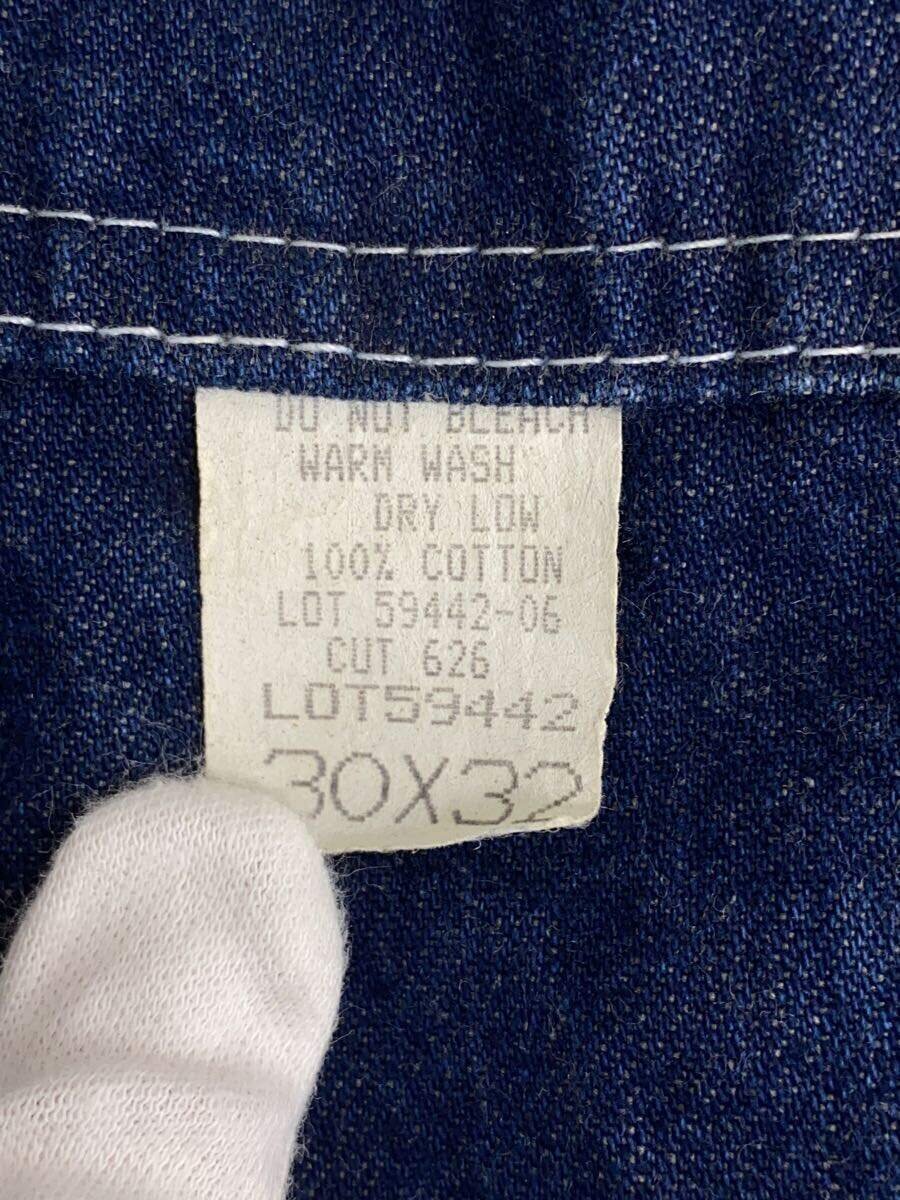 DO NOT BLEACH
WARM WASH
DRY LOW
100% COTTON
LOT 59442-06
CUT 626
LOT59442
30X32